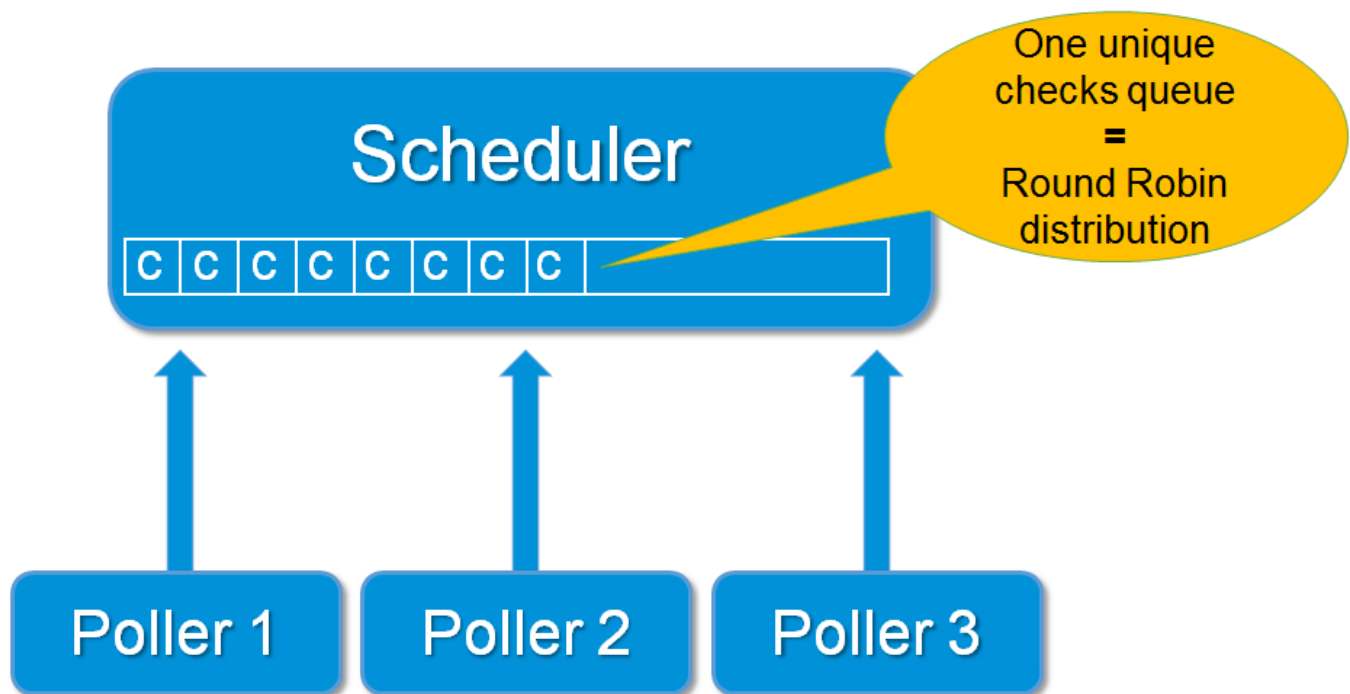 One unique
checks queue
=
Round Robin
distribution
Scheduler
C C C C C C C C
Poller 1 Poller 2 Poller 3